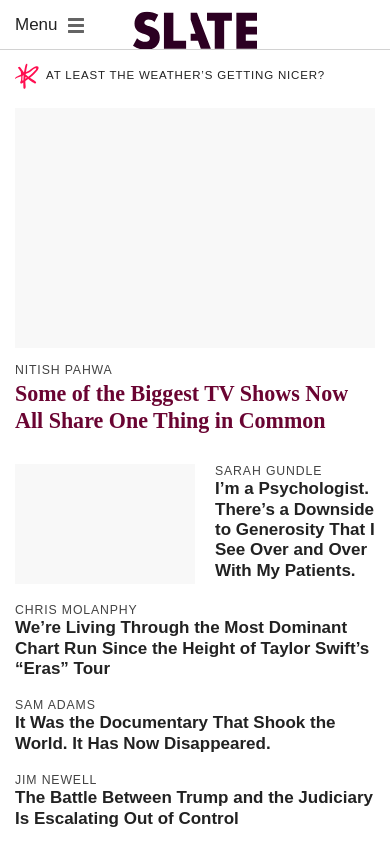 Menu
SLATE
AT LEAST THE WEATHER’S GETTING NICER?
NITISH PAHWA
Some of the Biggest TV Shows Now
All Share One Thing in Common
SARAH GUNDLE
I’m a Psychologist.
There’s a Downside
to Generosity That I
See Over and Over
With My Patients.
CHRIS MOLANPHY
We’re Living Through the Most Dominant
Chart Run Since the Height of Taylor Swift’s
“Eras” Tour
SAM ADAMS
It Was the Documentary That Shook the
World. It Has Now Disappeared.
JIM NEWELL
The Battle Between Trump and the Judiciary
Is Escalating Out of Control